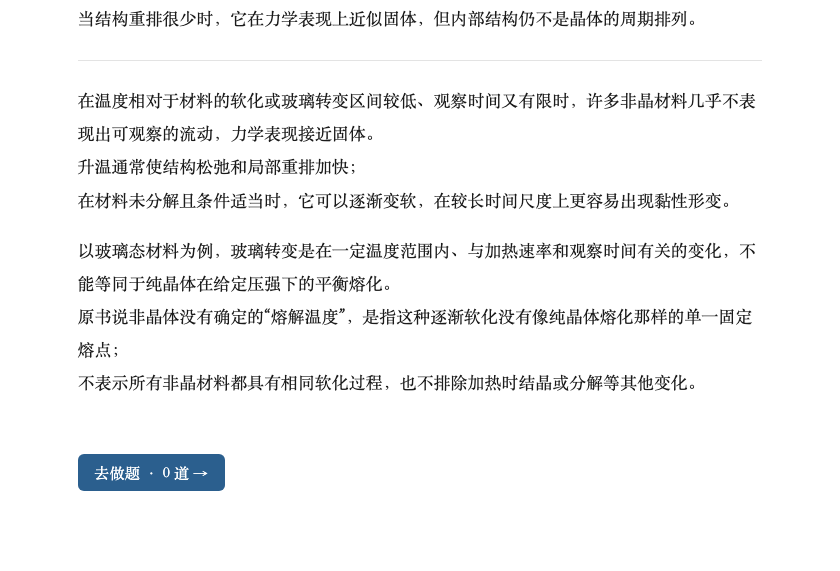 当结构重排很少时，它在力学表现上近似固体，但内部结构仍不是晶体的周期排列。
在温度相对于材料的软化或玻璃转变区间较低、观察时间又有限时，许多非晶材料几乎不表
现出可观察的流动，力学表现接近固体。
升温通常使结构松弛和局部重排加快；
在材料未分解且条件适当时，它可以逐渐变软，在较长时间尺度上更容易出现黏性形变。
以玻璃态材料为例，玻璃转变是在一定温度范围内、与加热速率和观察时间有关的变化，不
能等同于纯晶体在给定压强下的平衡熔化。
原书说非晶体没有确定的“熔解温度”，是指这种逐渐软化没有像纯晶体熔化那样的单一固定
熔点；
不表示所有非晶材料都具有相同软化过程，也不排除加热时结晶或分解等其他变化。
去做题 · 0 道 →